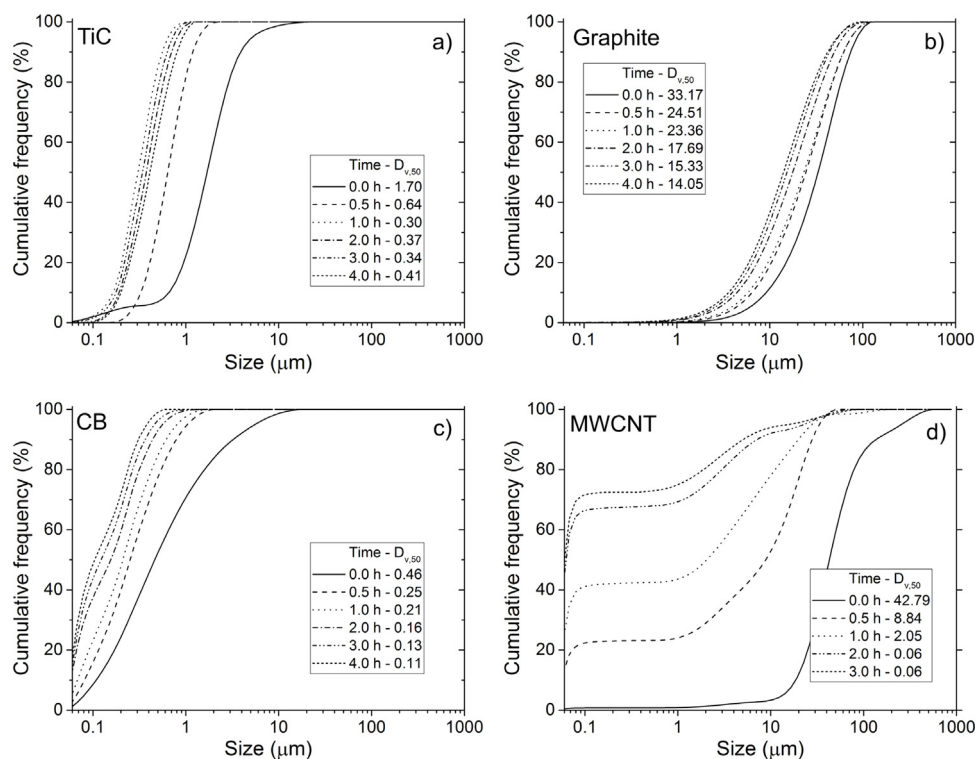 TiC
a)
Cumulative frequency (%)
100
80
60
40
20
0
Time - D_v,50
0.0 h - 1.70
0.5 h - 0.64
1.0 h - 0.30
2.0 h - 0.37
3.0 h - 0.34
4.0 h - 0.41
0.1 1 10 100 1000
Size (μm)
Graphite
b)
Cumulative frequency (%)
100
80
60
40
20
0
Time - D_v,50
0.0 h - 33.17
0.5 h - 24.51
1.0 h - 23.36
2.0 h - 17.69
3.0 h - 15.33
4.0 h - 14.05
0.1 1 10 100 1000
Size (μm)
CB
c)
Cumulative frequency (%)
100
80
60
40
20
0
Time - D_v,50
0.0 h - 0.46
0.5 h - 0.25
1.0 h - 0.21
2.0 h - 0.16
3.0 h - 0.13
4.0 h - 0.11
0.1 1 10 100 1000
Size (μm)
MWCNT
d)
Cumulative frequency (%)
100
80
60
40
20
0
Time - D_v,50
0.0 h - 42.79
0.5 h - 8.84
1.0 h - 2.05
2.0 h - 0.06
3.0 h - 0.06
0.1 1 10 100 1000
Size (μm)